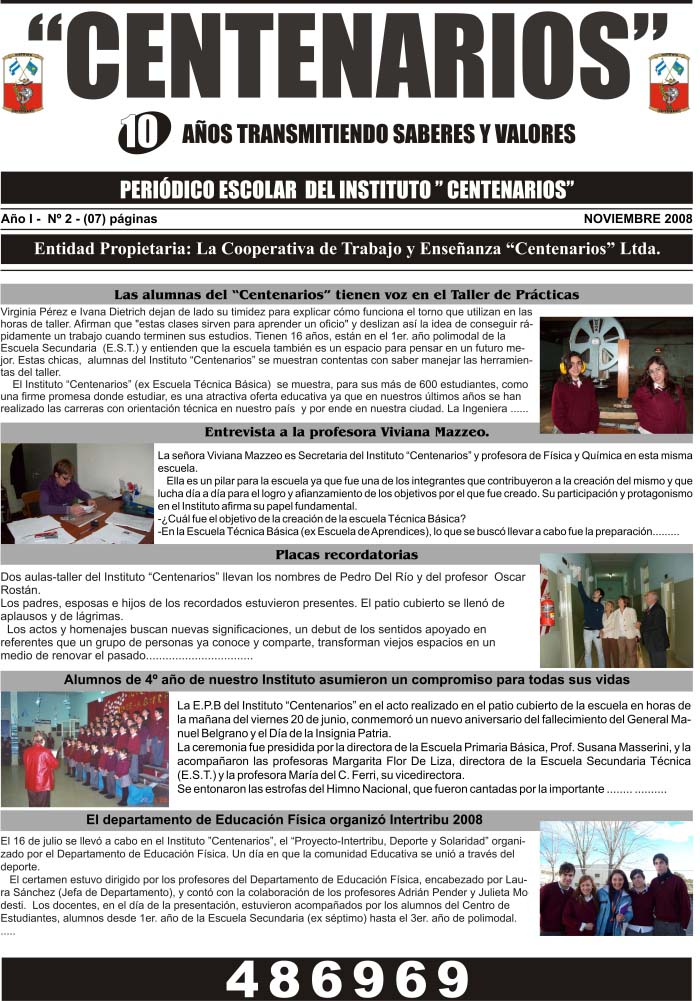 “CENTENARIOS”
10 AÑOS TRANSMITIENDO SABERES Y VALORES
PERIÓDICO ESCOLAR DEL INSTITUTO ” CENTENARIOS”
Año I - Nº 2 - (07) páginas NOVIEMBRE 2008
Entidad Propietaria: La Cooperativa de Trabajo y Enseñanza “Centenarios” Ltda.
Las alumnas del “Centenarios” tienen voz en el Taller de Prácticas
Virginia Pérez e Ivana Dietrich dejan de lado su timidez para explicar cómo funciona el torno que utilizan en las
horas de taller. Afirman que "estas clases sirven para aprender un oficio" y deslizan así la idea de conseguir rá-
pidamente un trabajo cuando terminen sus estudios. Tienen 16 años, están en el 1er. año polimodal de la
Escuela Secundaria (E.S.T.) y entienden que la escuela también es un espacio para pensar en un futuro me-
jor. Estas chicas, alumnas del Instituto “Centenarios” se muestran contentas con saber manejar las herramien-
tas del taller.
El Instituto “Centenarios” (ex Escuela Técnica Básica) se muestra, para sus más de 600 estudiantes, como
una firme promesa donde estudiar, es una atractiva oferta educativa ya que en nuestros últimos años se han
realizado las carreras con orientación técnica en nuestro país y por ende en nuestra ciudad. La Ingeniera ......
Entrevista a la profesora Viviana Mazzeo.
La señora Viviana Mazzeo es Secretaria del Instituto “Centenarios” y profesora de Física y Química en esta misma
escuela.
Ella es un pilar para la escuela ya que fue una de los integrantes que contribuyeron a la creación del mismo y que
lucha día a día para el logro y afianzamiento de los objetivos por el que fue creado. Su participación y protagonismo
en el Instituto afirma su papel fundamental.
-¿Cuál fue el objetivo de la creación de la escuela Técnica Básica?
-En la Escuela Técnica Básica (ex Escuela de Aprendices), lo que se buscó llevar a cabo fue la preparación.........
Placas recordatorias
Dos aulas-taller del Instituto “Centenarios” llevan los nombres de Pedro Del Río y del profesor Oscar
Rostán.
Los padres, esposas e hijos de los recordados estuvieron presentes. El patio cubierto se llenó de
aplausos y de lágrimas.
Los actos y homenajes buscan nuevas significaciones, un debut de los sentidos apoyado en
referentes que un grupo de personas ya conoce y comparte, transforman viejos espacios en un
medio de renovar el pasado.................................
Alumnos de 4º año de nuestro Instituto asumieron un compromiso para todas sus vidas
La E.P.B del Instituto “Centenarios” en el acto realizado en el patio cubierto de la escuela en horas de
la mañana del viernes 20 de junio, conmemoró un nuevo aniversario del fallecimiento del General Ma-
nuel Belgrano y el Día de la Insignia Patria.
La ceremonia fue presidida por la directora de la Escuela Primaria Básica, Prof. Susana Masserini, y la
acompañaron las profesoras Margarita Flor De Liza, directora de la Escuela Secundaria Técnica
(E.S.T.) y la profesora María del C. Ferri, su vicedirectora.
Se entonaron las estrofas del Himno Nacional, que fueron cantadas por la importante ........ ..........
El departamento de Educación Física organizó Intertribu 2008
El 16 de julio se llevó a cabo en el Instituto ”Centenarios”, el “Proyecto-Intertribu, Deporte y Solaridad” organi-
zado por el Departamento de Educación Física. Un día en que la comunidad Educativa se unió a través del
deporte.
El certamen estuvo dirigido por los profesores del Departamento de Educación Física, encabezado por Lau-
ra Sánchez (Jefa de Departamento), y contó con la colaboración de los profesores Adrián Pender y Julieta Mo
desti. Los docentes, en el día de la presentación, estuvieron acompañados por los alumnos del Centro de
Estudiantes, alumnos desde 1er. año de la Escuela Secundaria (ex séptimo) hasta el 3er. año de polimodal.
.....
486969